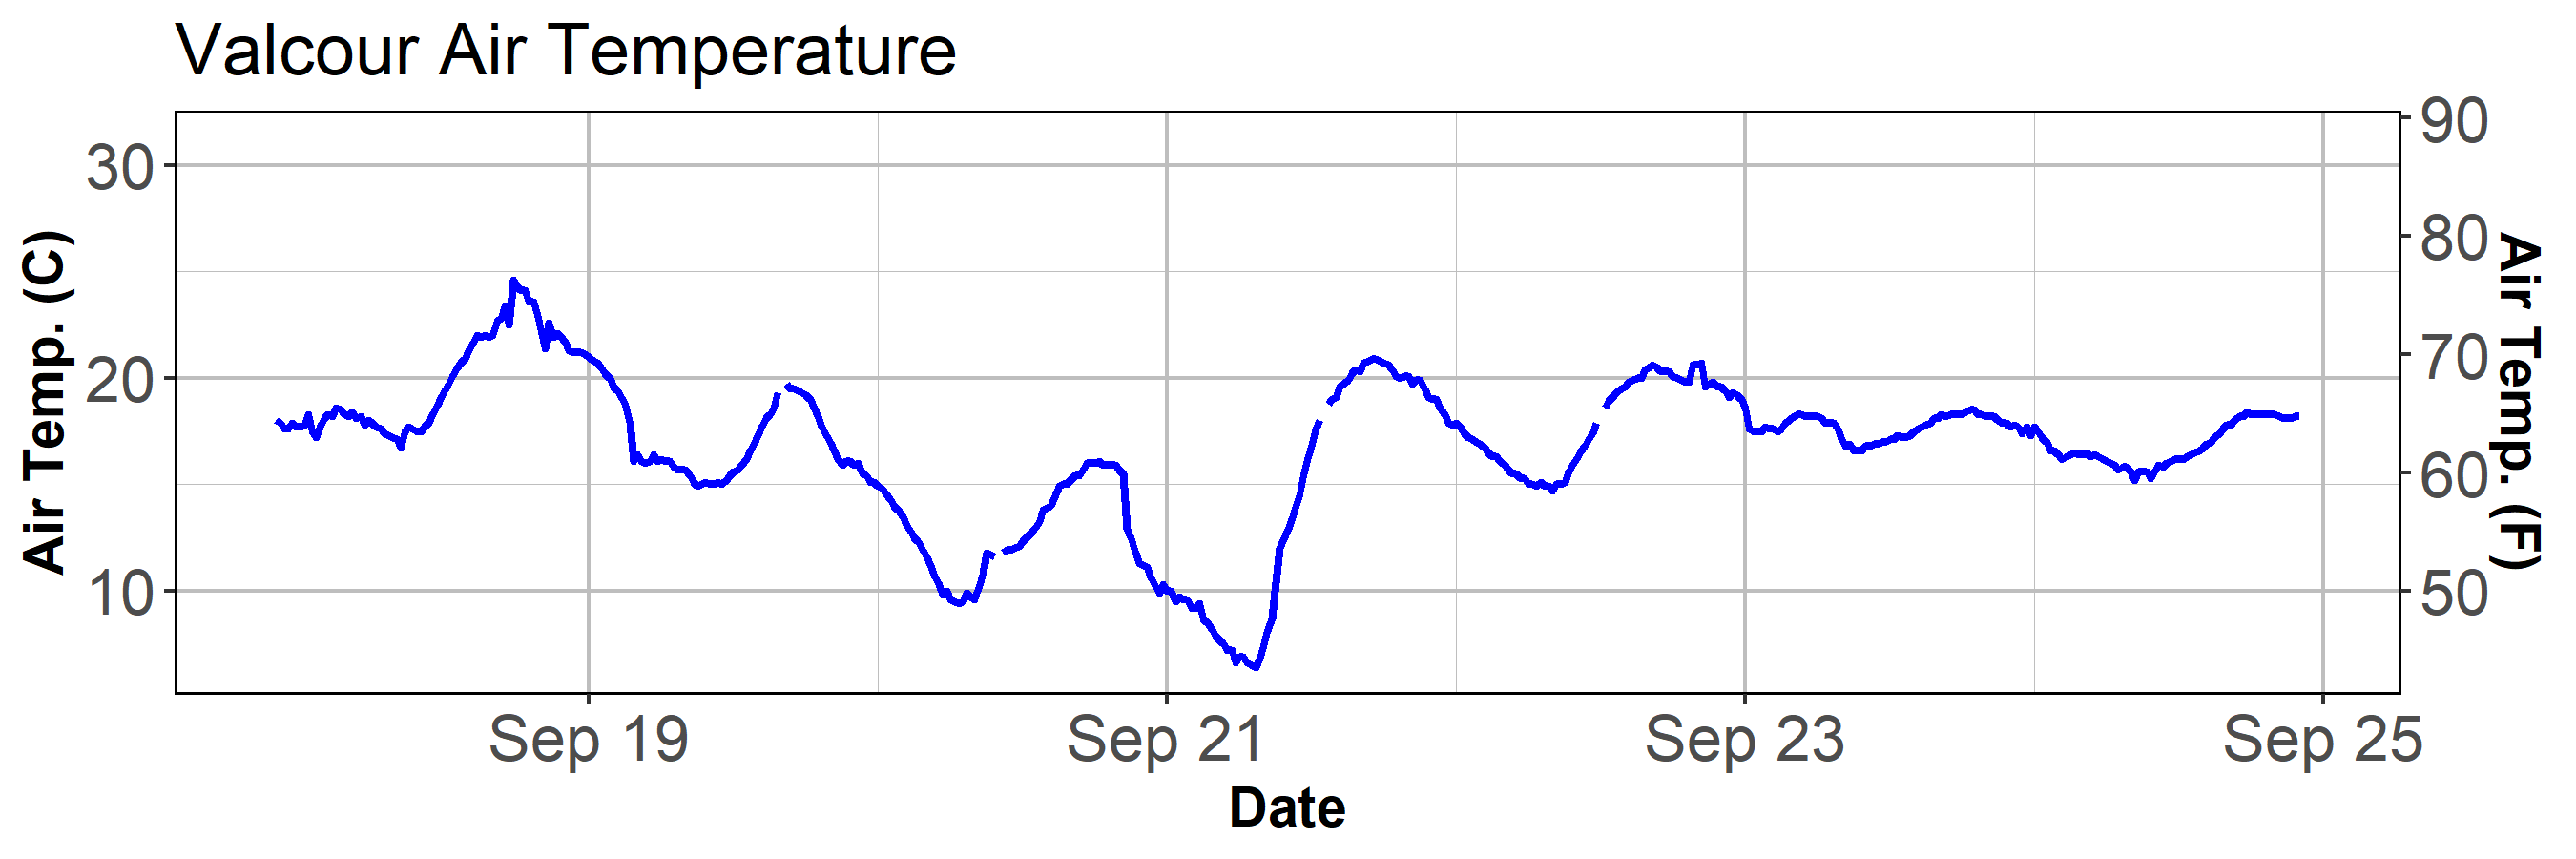 Valcour Air Temperature
Air Temp. (C)
30
20
10
90
80
70
60
50
Air Temp. (F)
Sep 19
Sep 21
Sep 23
Sep 25
Date